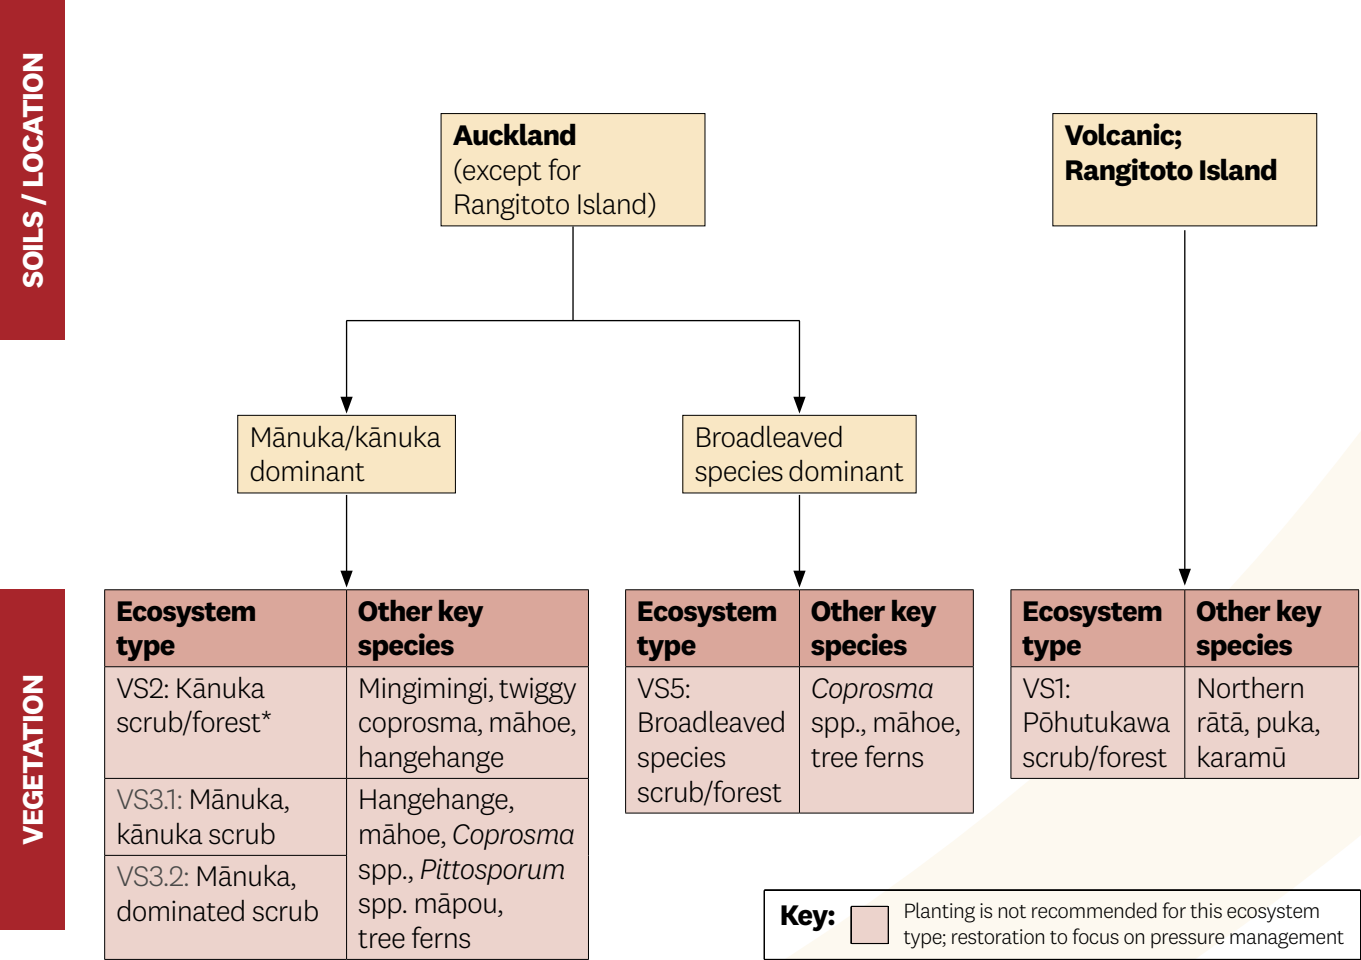 SOILS / LOCATION
Auckland
(except for
Rangitoto Island)
Volcanic;
Rangitoto Island
Mānuka/kānuka
dominant
Broadleaved
species dominant
VEGETATION
Ecosystem
type
Other key
species
VS2: Kānuka
scrub/forest*
Mingimingi, twiggy
coprosma, māhoe,
hangehange
VS3.1: Mānuka,
kānuka scrub
VS3.2: Mānuka,
dominated scrub
Hangehange,
māhoe, Coprosma
spp., Pittosporum
spp. māpou,
tree ferns
Ecosystem
type
Other key
species
VS5:
Broadleaved
species
scrub/forest
Coprosma
spp., māhoe,
tree ferns
Ecosystem
type
Other key
species
VS1:
Pōhutukawa
scrub/forest
Northern
rātā, puka,
karamū
Key:
Planting is not recommended for this ecosystem
type; restoration to focus on pressure management